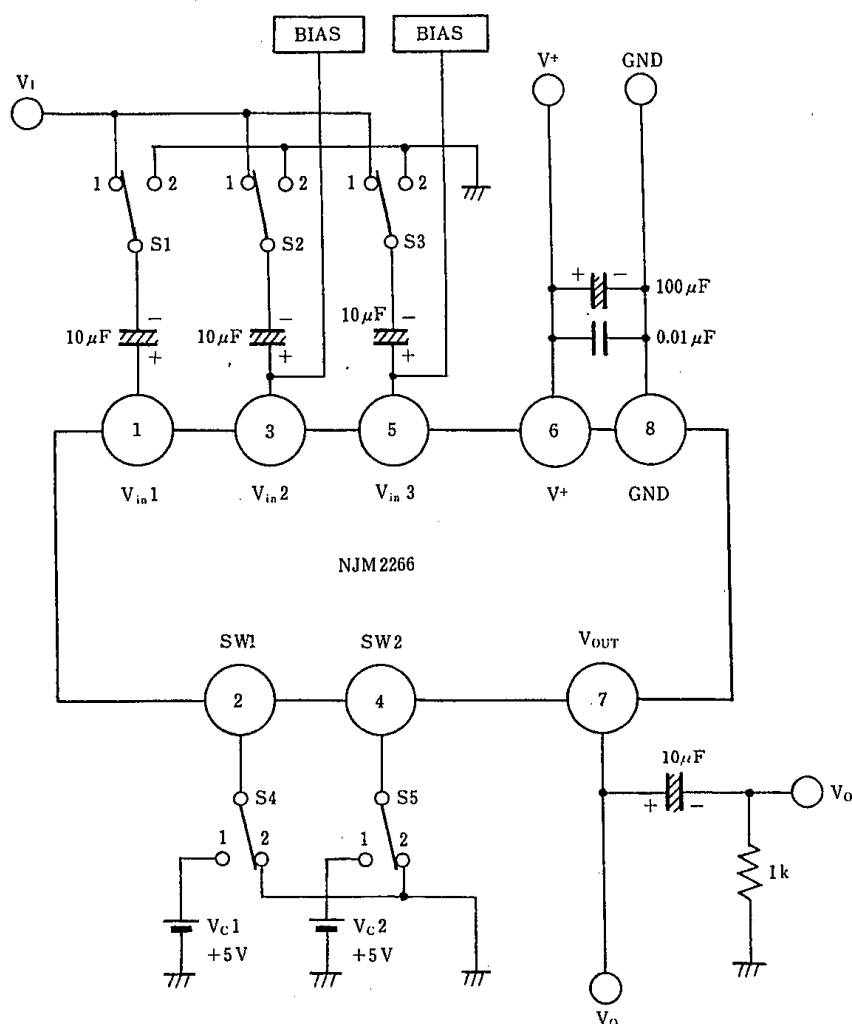 BIAS BIAS
V+ GND
VI
1 2 1 2 1 2
S1 S2 S3
+ − 100μF
10μF − 10μF − 10μF −
0.01μF
+ + +
1 3 5 6 8
Vin1 Vin2 Vin3 V+ GND
NJM2266
SW1 SW2 VOUT
2 4 7
10μF
S4 S5
+ − VO
1 2 1 2
1k
VC1 VC2
+5V +5V
VO